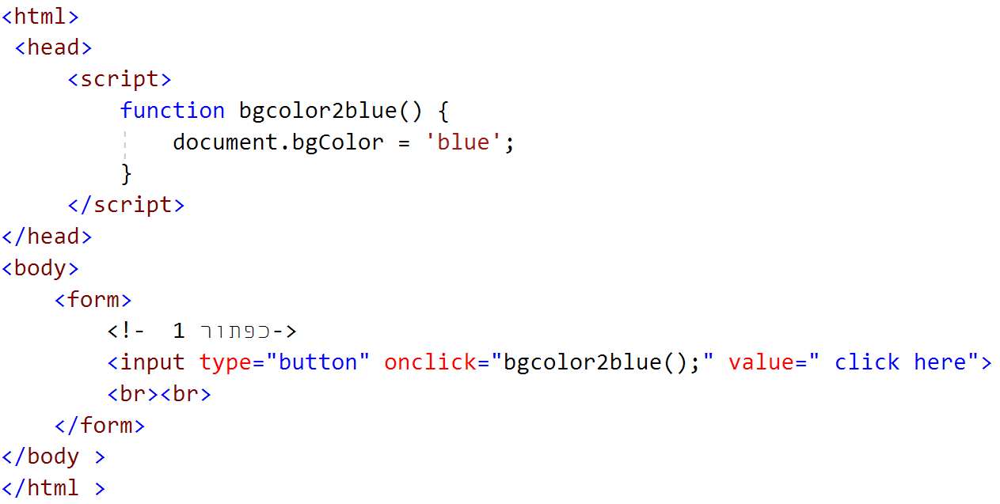 <html>
<head>
<script>
function bgcolor2blue() {
document.bgColor = 'blue';
}
</script>
</head>
<body>
<form>
<!-  1 כפתור->
<input type="button" onclick="bgcolor2blue();" value=" click here">
<br><br>
</form>
</body >
</html >